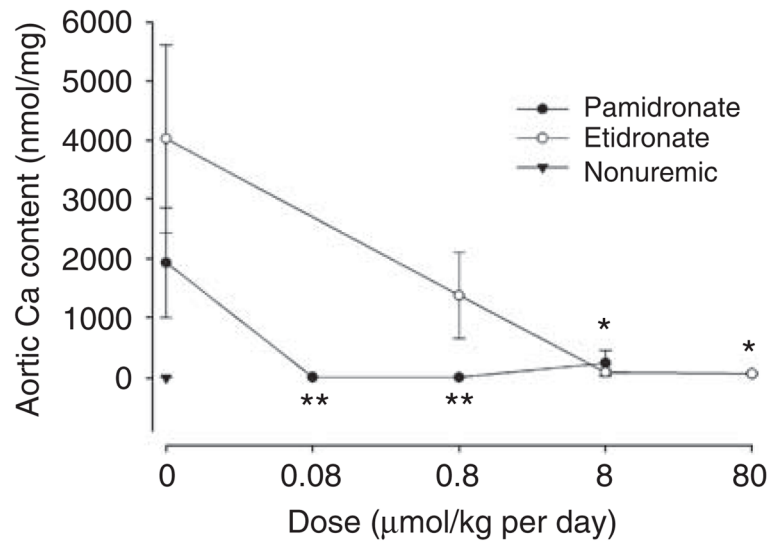 6000
5000
4000
3000
2000
1000
0
Aortic Ca content (nmol/mg)
Pamidronate
Etidronate
Nonuremic
*
*
**
**
0 0.08 0.8 8 80
Dose (μmol/kg per day)